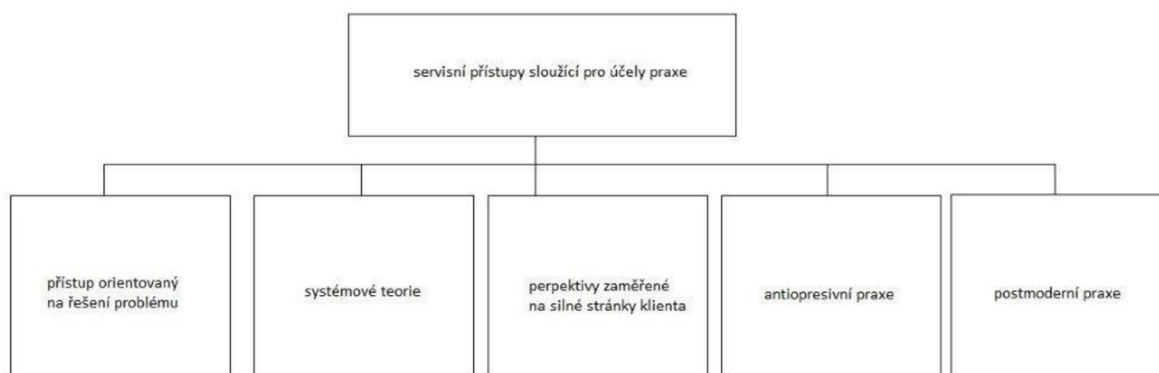 servisní přístupy sloužící pro účely praxe
přístup orientovaný
na řešení problému
systémové teorie
perpektivy zaměřené
na silné stránky klienta
antiopresivní praxe
postmoderní praxe